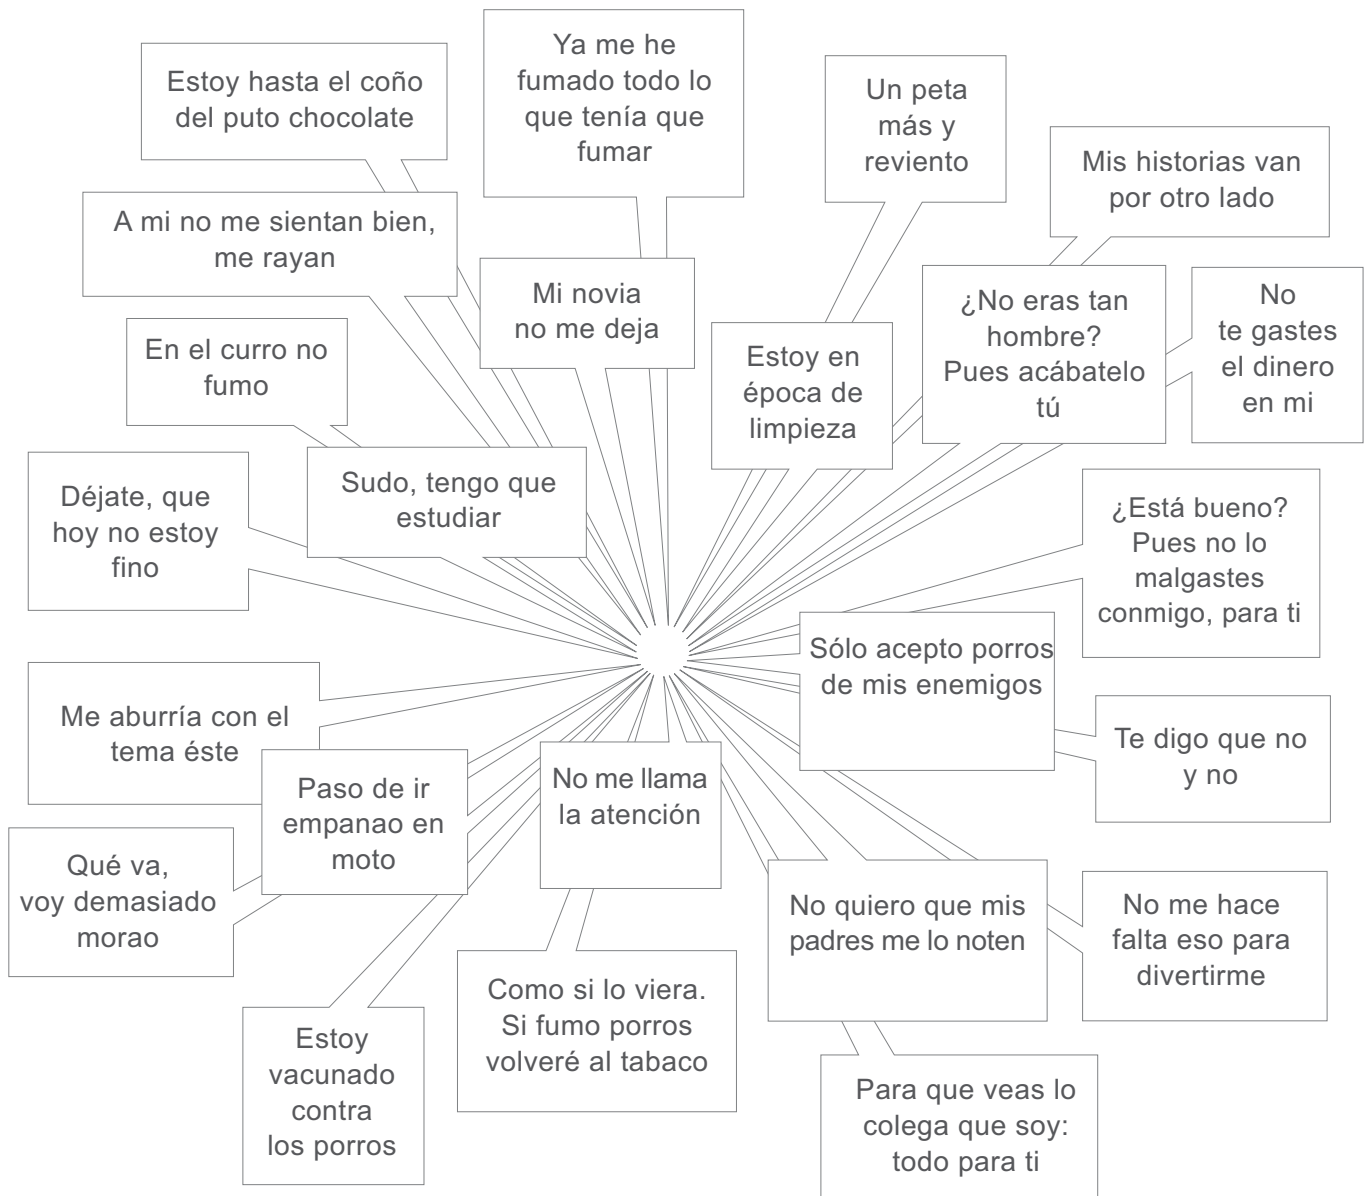 Estoy hasta el coño
del puto chocolate
Ya me he
fumado todo lo
que tenía que
fumar
Un peta
más y
reviento
Mis historias van
por otro lado
A mi no me sientan bien,
me rayan
Mi novia
no me deja
¿No eras tan
hombre?
Pues acábatelo
tú
No
te gastes
el dinero
en mi
En el curro no
fumo
Estoy en
época de
limpieza
Déjate, que
hoy no estoy
fino
Sudo, tengo que
estudiar
¿Está bueno?
Pues no lo
malgastes
conmigo, para ti
Sólo acepto porros
de mis enemigos
Me aburría con el
tema éste
Te digo que no
y no
Paso de ir
empanao en
moto
No me llama
la atención
Qué va,
voy demasiado
morao
No quiero que mis
padres me lo noten
No me hace
falta eso para
divertirme
Como si lo viera.
Si fumo porros
volveré al tabaco
Estoy
vacunado
contra
los porros
Para que veas lo
colega que soy:
todo para ti